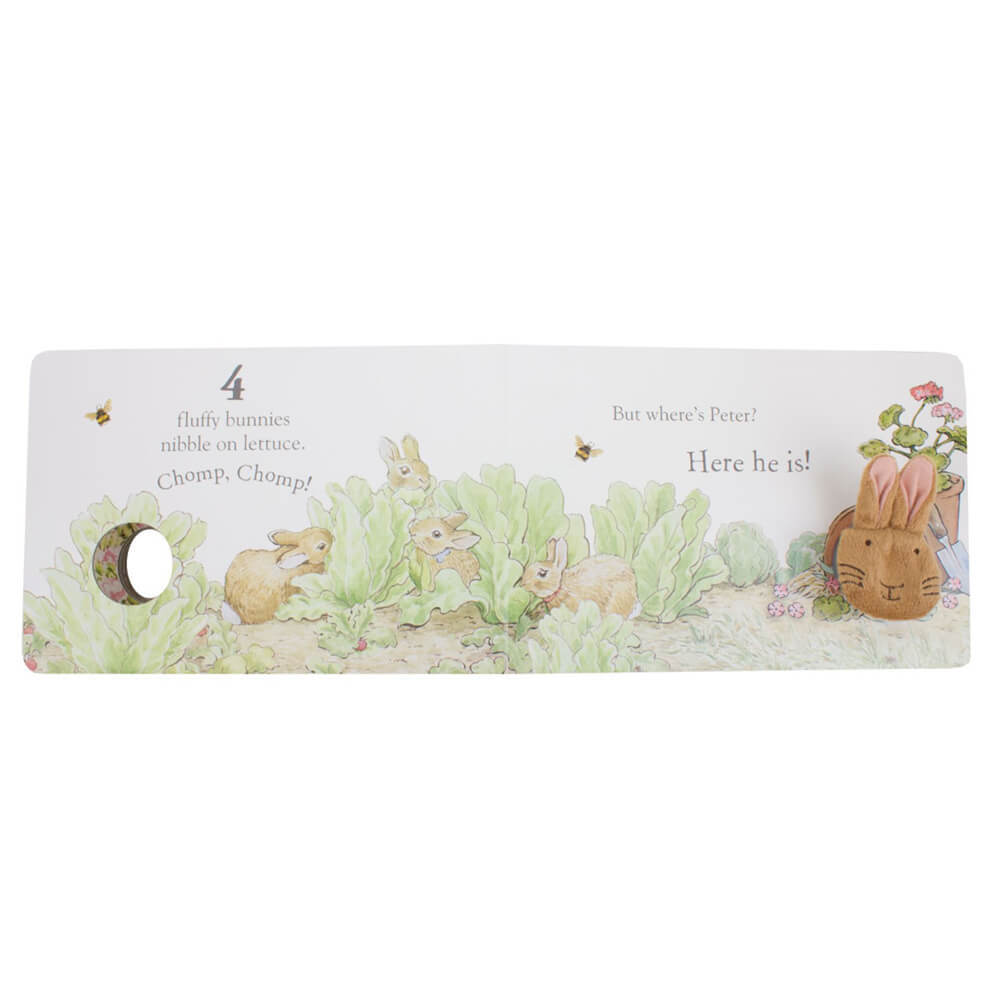 4
fluffy bunnies
nibble on lettuce.
Chomp, Chomp!
But where's Peter?
Here he is!